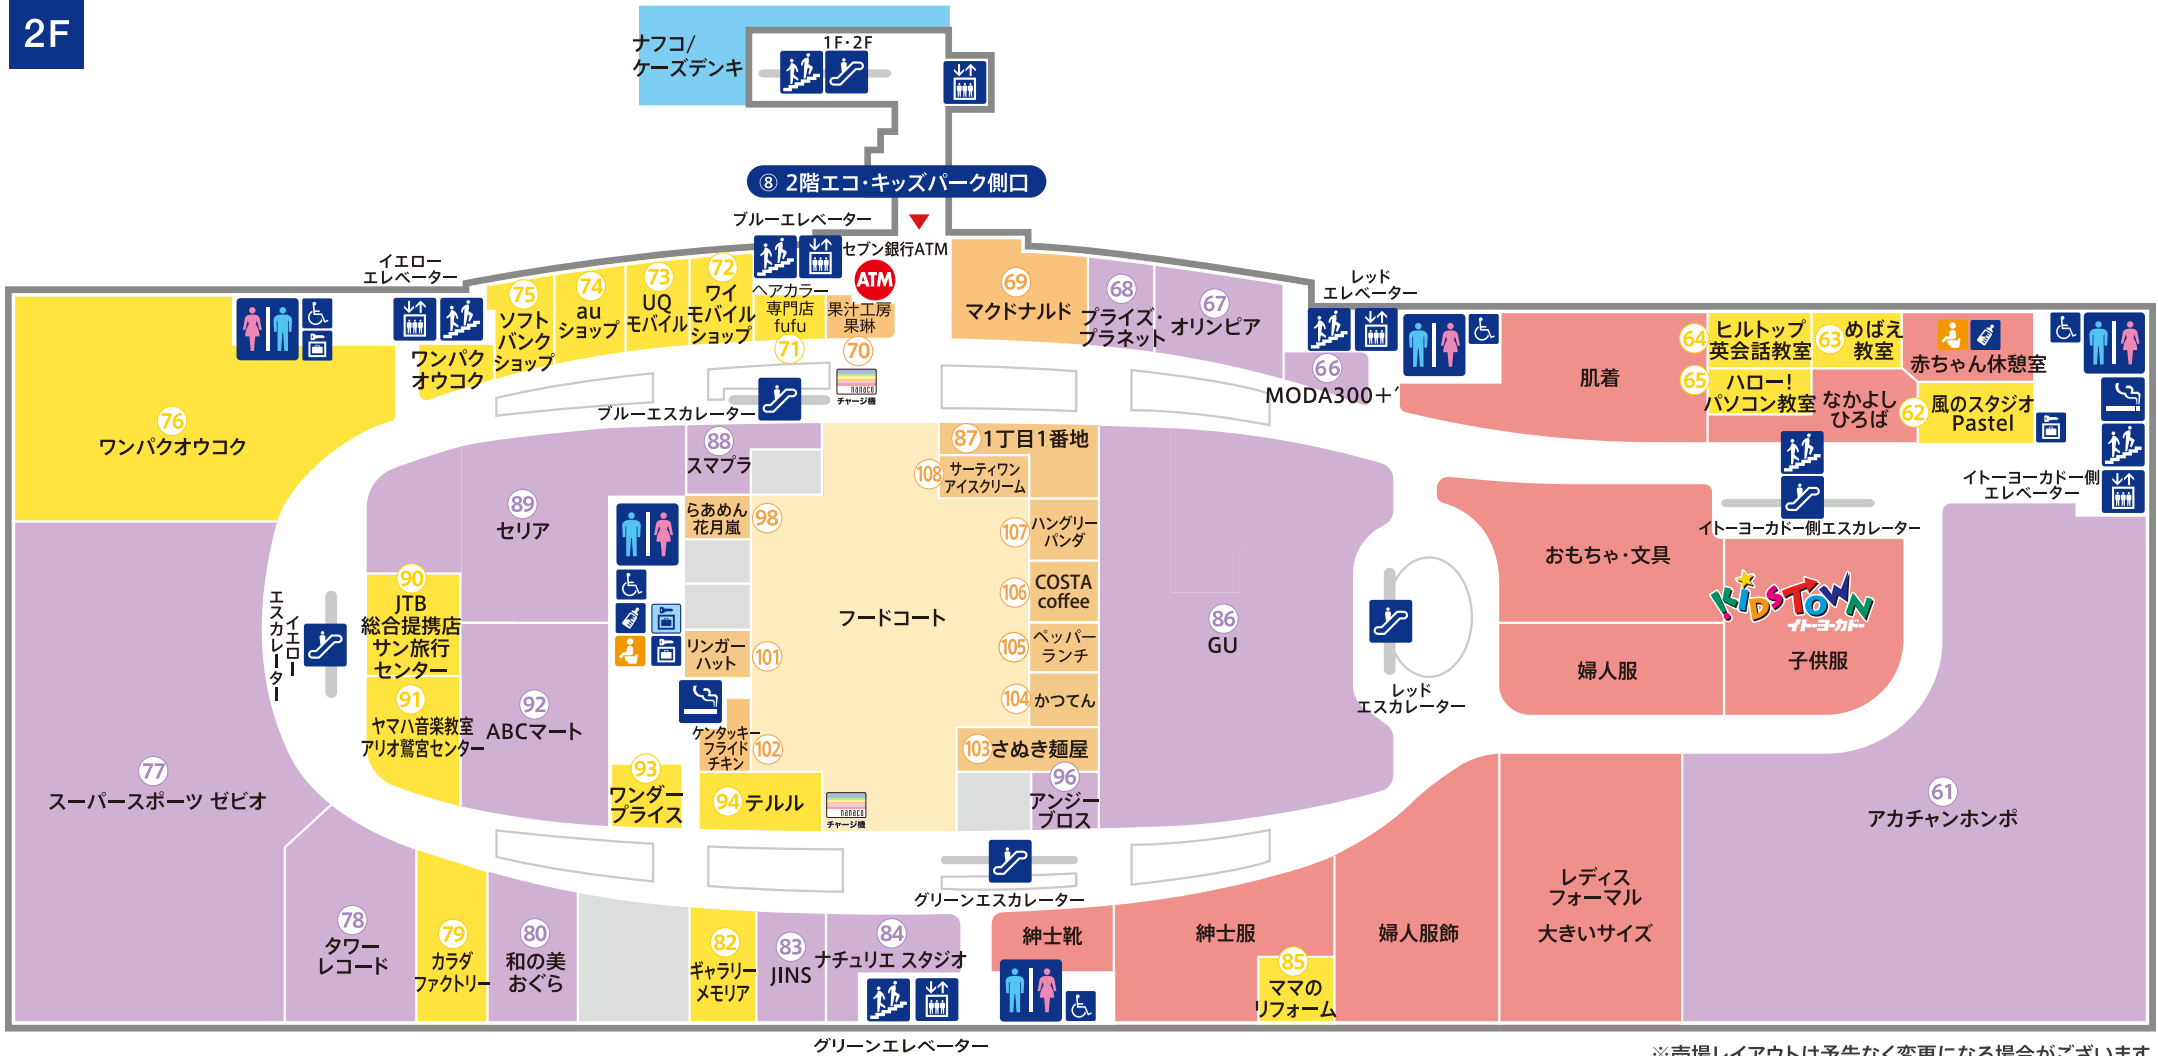 2F
ナフコ/
ケーズデンキ
1F・2F
⑧ 2階エコ・キッズパーク側口
ブルーエレベーター
セブン銀行ATM
ATM
イエロー
エレベーター
レッド
エレベーター
75
ソフト
バンク
ショップ
74
au
ショップ
73
UQ
モバイル
72
ワイ
モバイル
ショップ
ヘアカラー
専門店
fufu
71
果汁工房
果琳
70
nanaco
チャージ機
69
マクドナルド
68
プライズ・
プラネット
67
オリンピア
66
MODA300+′
肌着
64
ヒルトップ
英会話教室
63
めばえ
教室
赤ちゃん休憩室
65
ハロー!
パソコン教室
なかよし
ひろば
62
風のスタジオ
Pastel
ワンパク
オウコク
76
ワンパクオウコク
ブルーエスカレーター
88
スマプラ
89
セリア
らあめん
花月嵐
98
87
1丁目1番地
108
サーティワン
アイスクリーム
107
ハングリー
パンダ
106
COSTA
coffee
105
ペッパー
ランチ
104
かつてん
103
さぬき麺屋
96
アンジー
ブロス
フードコート
86
GU
イトーヨーカドー側
エレベーター
イトーヨーカドー側エスカレーター
おもちゃ・文具
KIDSTOWN
イトーヨーカドー
子供服
婦人服
レッド
エスカレーター
イエロー
エスカレーター
90
JTB
総合提携店
サン旅行
センター
91
ヤマハ音楽教室
アリオ鷲宮センター
92
ABCマート
リンガー
ハット
101
ケンタッキー
フライド
チキン
102
93
ワンダー
プライス
94
テルル
nanaco
チャージ機
77
スーパースポーツ ゼビオ
61
アカチャンホンポ
グリーンエスカレーター
78
タワー
レコード
79
カラダ
ファクトリー
80
和の美
おぐら
82
ギャラリー
メモリア
83
JINS
84
ナチュリエ スタジオ
紳士靴
紳士服
85
ママの
リフォーム
婦人服飾
レディス
フォーマル
大きいサイズ
グリーンエレベーター
※売場レイアウトは予告なく変更になる場合がございます